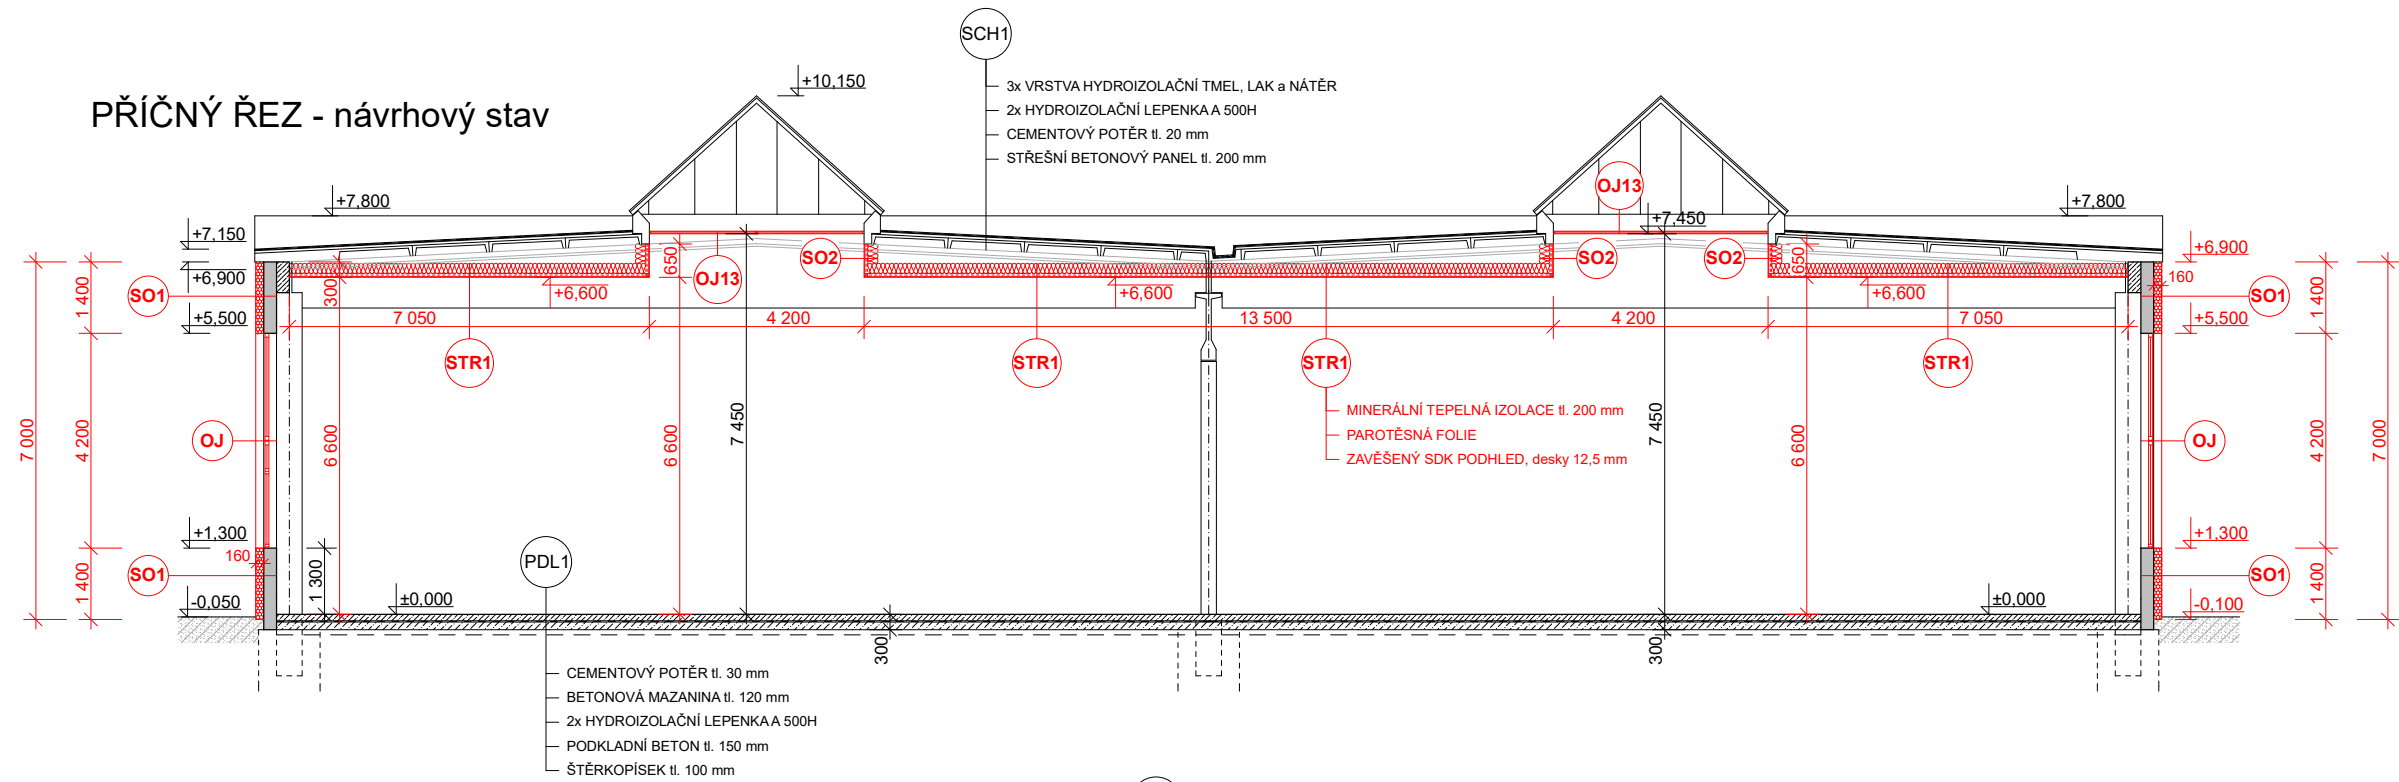 SCH1
+10,150
3x VRSTVA HYDROIZOLAČNÍ TMEL, LAK a NÁTĚR
PŘÍČNÝ ŘEZ - návrhový stav
2x HYDROIZOLAČNÍ LEPENKA A 500H
CEMENTOVÝ POTĚR tl. 20 mm
STŘEŠNÍ BETONOVÝ PANEL tl. 200 mm
OJ13
+7,800
+7,800
+7,450
+7,150
+6,900
SO2
SO2
SO2
+6,900
650
650
OJ13
160
SO1
300
+6,600
+6,600
+6,600
SO1
1 400
1 400
+5,500
7 050
4 200
13 500
4 200
7 050
+5,500
STR1
STR1
STR1
STR1
MINERÁLNÍ TEPELNÁ IZOLACE tl. 200 mm
PAROTĚSNÁ FOLIE
ZAVĚŠENÝ SDK PODHLED, desky 12,5 mm
7 000
4 200
OJ
6 600
6 600
7 450
7 450
6 600
OJ
4 200
7 000
+1,300
+1,300
160
PDL1
SO1
1 400
1 300
SO1
1 400
-0,050
±0,000
±0,000
-0,100
300
300
CEMENTOVÝ POTĚR tl. 30 mm
BETONOVÁ MAZANINA tl. 120 mm
2x HYDROIZOLAČNÍ LEPENKA A 500H
PODKLADNÍ BETON tl. 150 mm
ŠTĚRKOPÍSEK tl. 100 mm